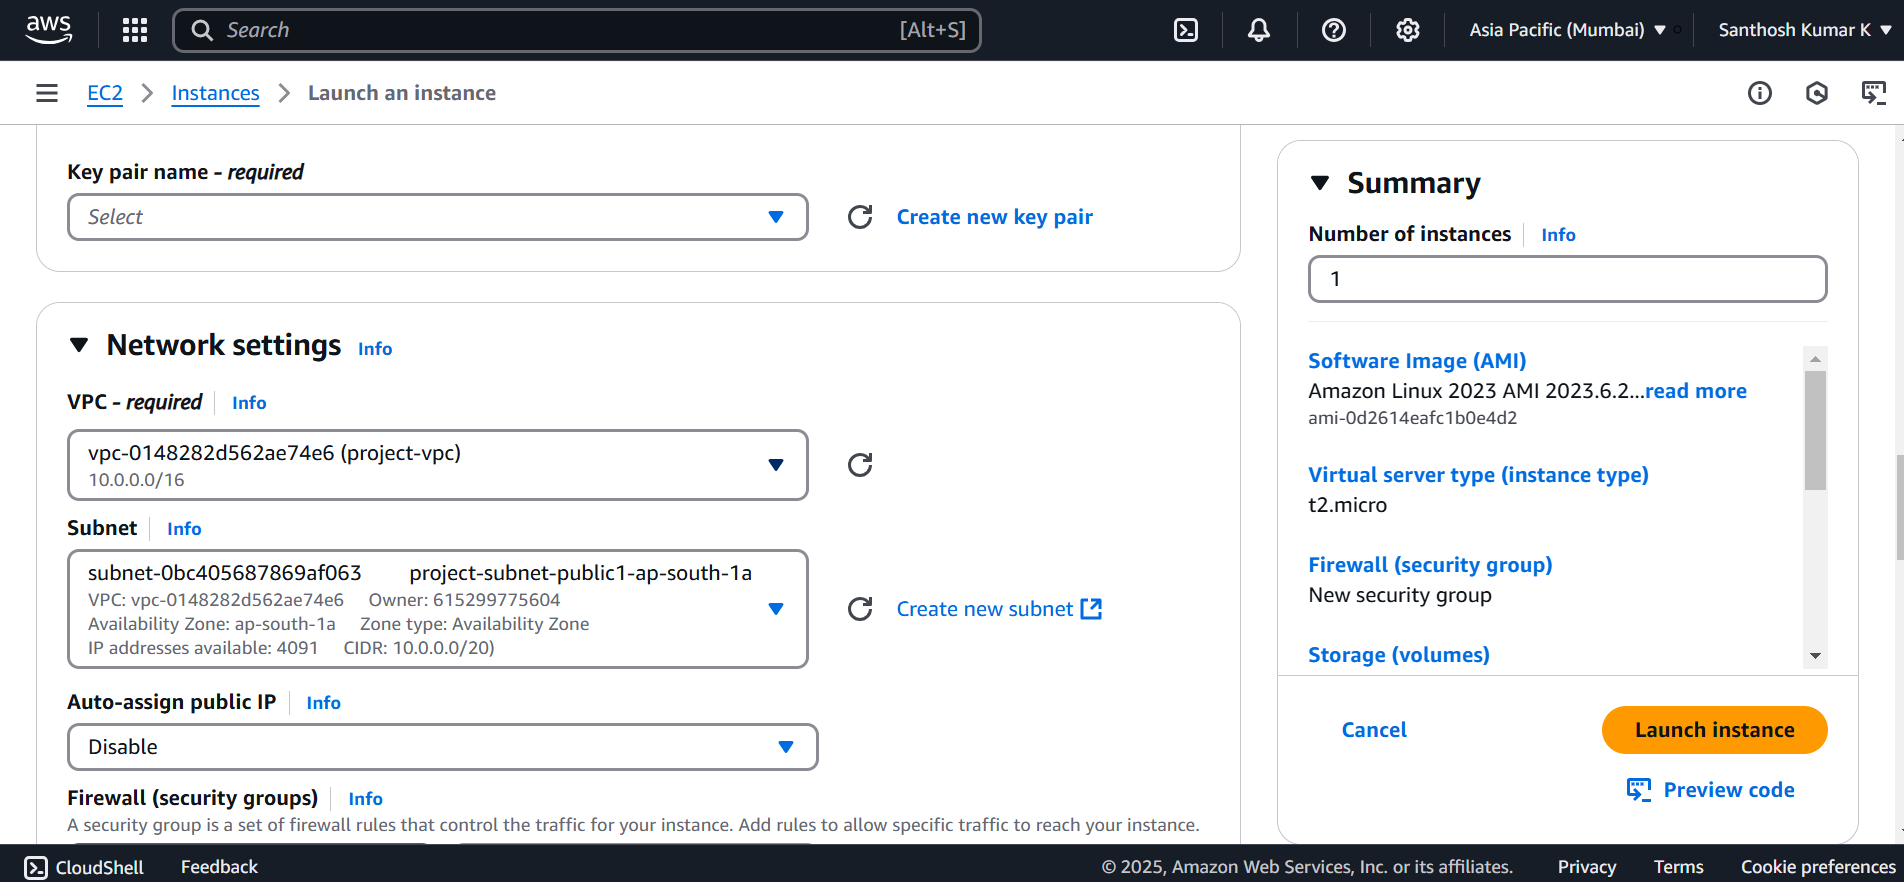 aws
Search [Alt+S]
Asia Pacific (Mumbai)
Santhosh Kumar K
EC2 Instances Launch an instance
Key pair name - required
Select
Create new key pair
Network settings Info
VPC - required Info
vpc-0148282d562ae74e6 (project-vpc)
10.0.0.0/16
Subnet Info
subnet-0bc405687869af063 project-subnet-public1-ap-south-1a
VPC: vpc-0148282d562ae74e6 Owner: 615299775604
Availability Zone: ap-south-1a Zone type: Availability Zone
IP addresses available: 4091 CIDR: 10.0.0.0/20)
Create new subnet
Auto-assign public IP Info
Disable
Firewall (security groups) Info
A security group is a set of firewall rules that control the traffic for your instance. Add rules to allow specific traffic to reach your instance.
Summary
Number of instances Info
1
Software Image (AMI)
Amazon Linux 2023 AMI 2023.6.2...read more
ami-0d2614eafc1b0e4d2
Virtual server type (instance type)
t2.micro
Firewall (security group)
New security group
Storage (volumes)
Cancel
Launch instance
Preview code
CloudShell Feedback
© 2025, Amazon Web Services, Inc. or its affiliates. Privacy Terms Cookie preferences